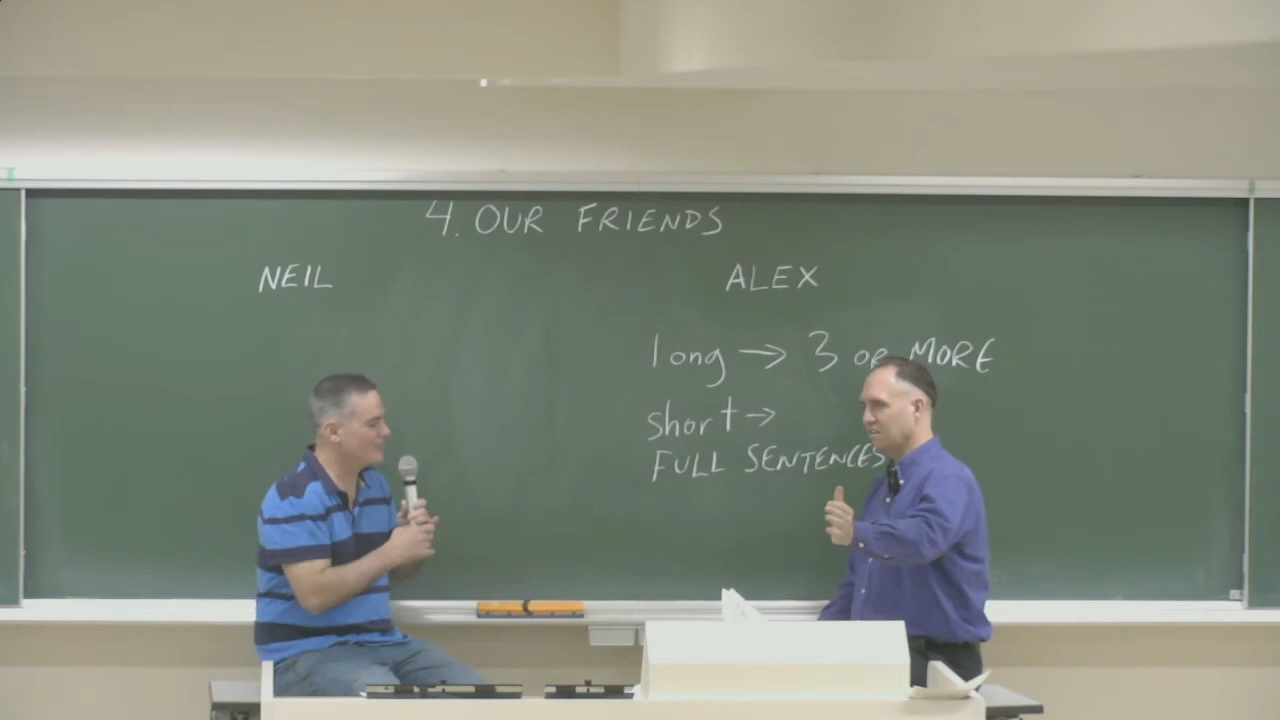 4. OUR FRIENDS
NEIL
ALEX
long → 3 OR MORE
short →
FULL SENTENCES